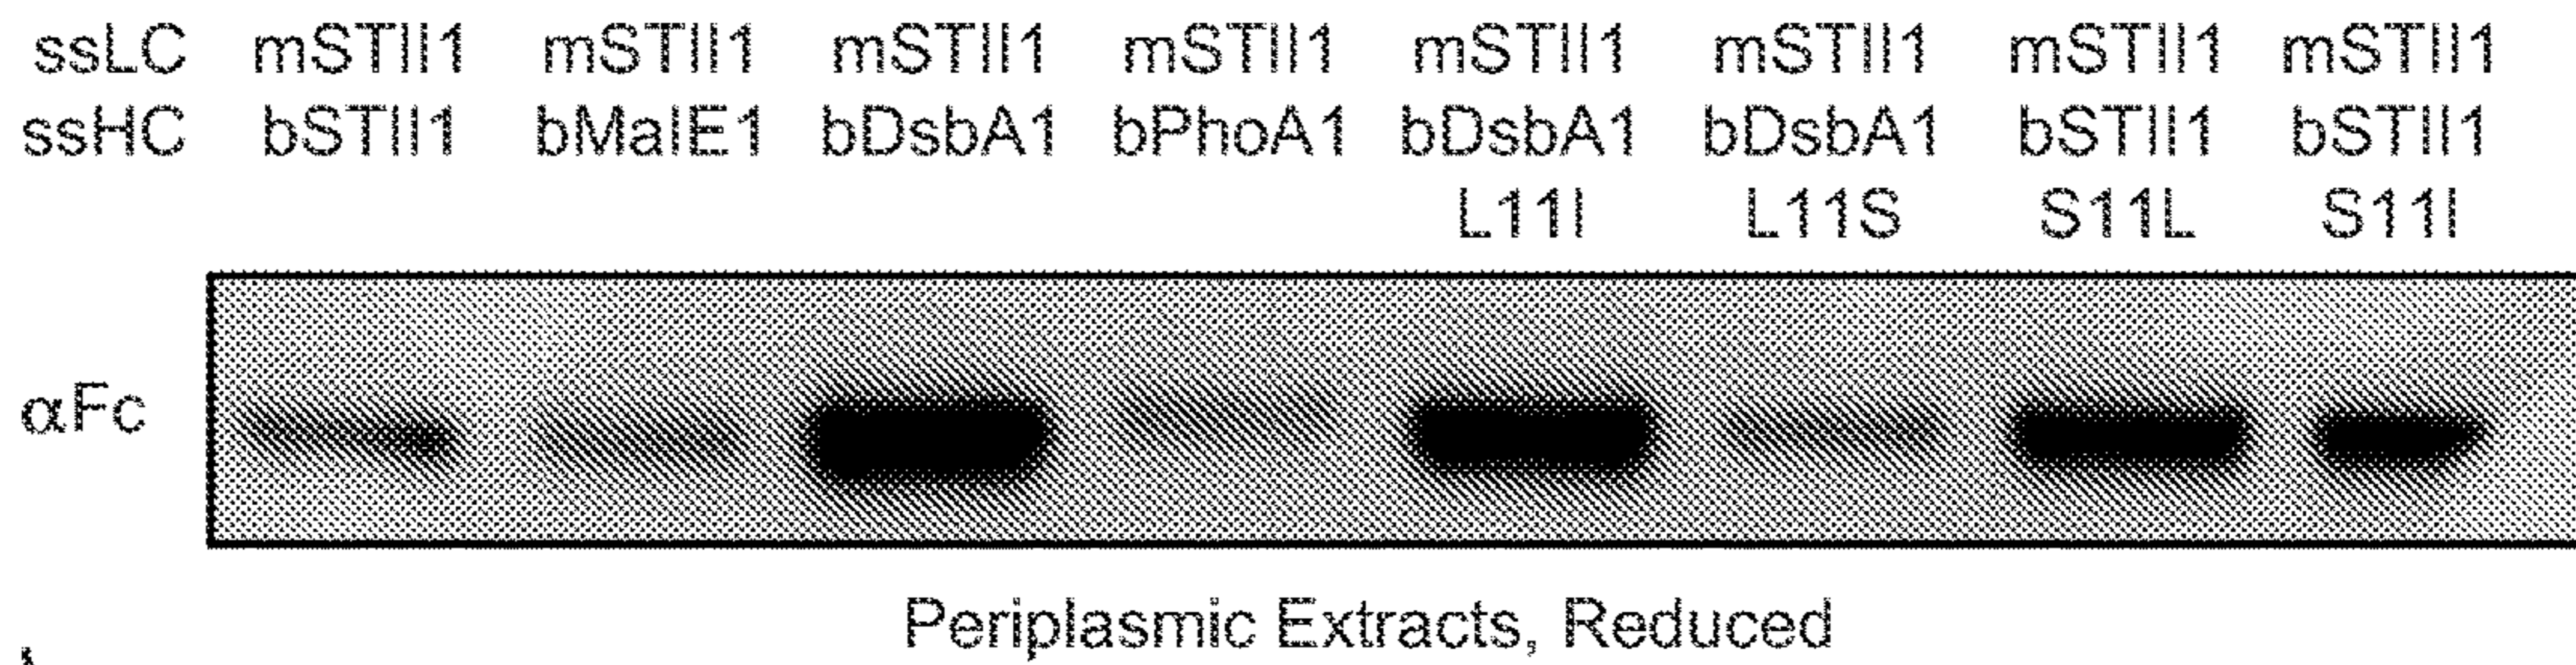 ssLC mSTII1 mSTII1 mSTII1 mSTII1 mSTII1 mSTII1 mSTII1 mSTII1
ssHC bSTII1 bMalE1 bDsbA1 bPhoA1 bDsbA1 bDsbA1 bSTII1 bSTII1
L11I L11S S11L S11I
αFc
Periplasmic Extracts, Reduced